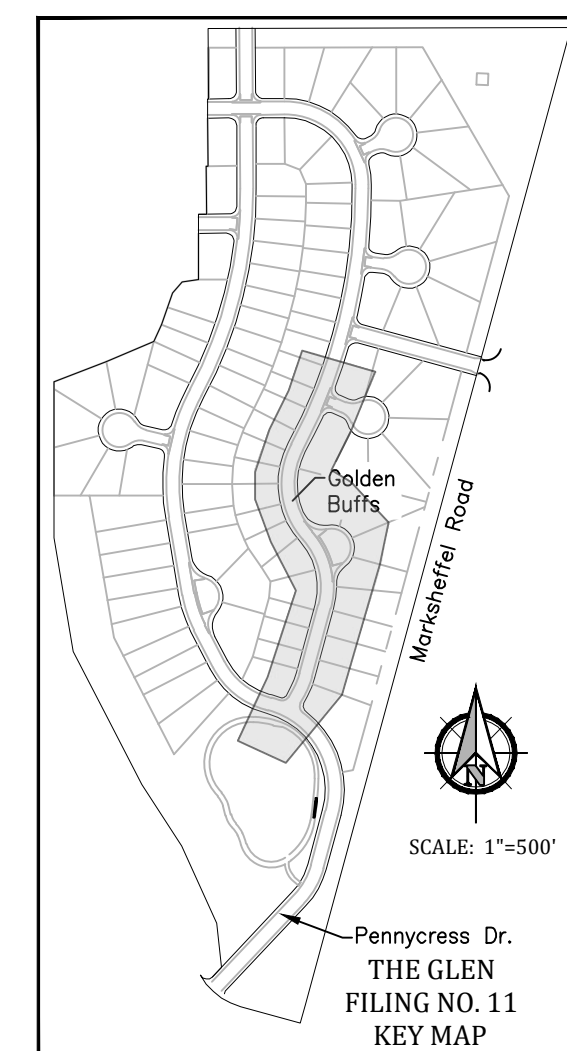 Golden
Buffs
Marksheffel Road
N
SCALE: 1"=500'
Pennycress Dr.
THE GLEN
FILING NO. 11
KEY MAP